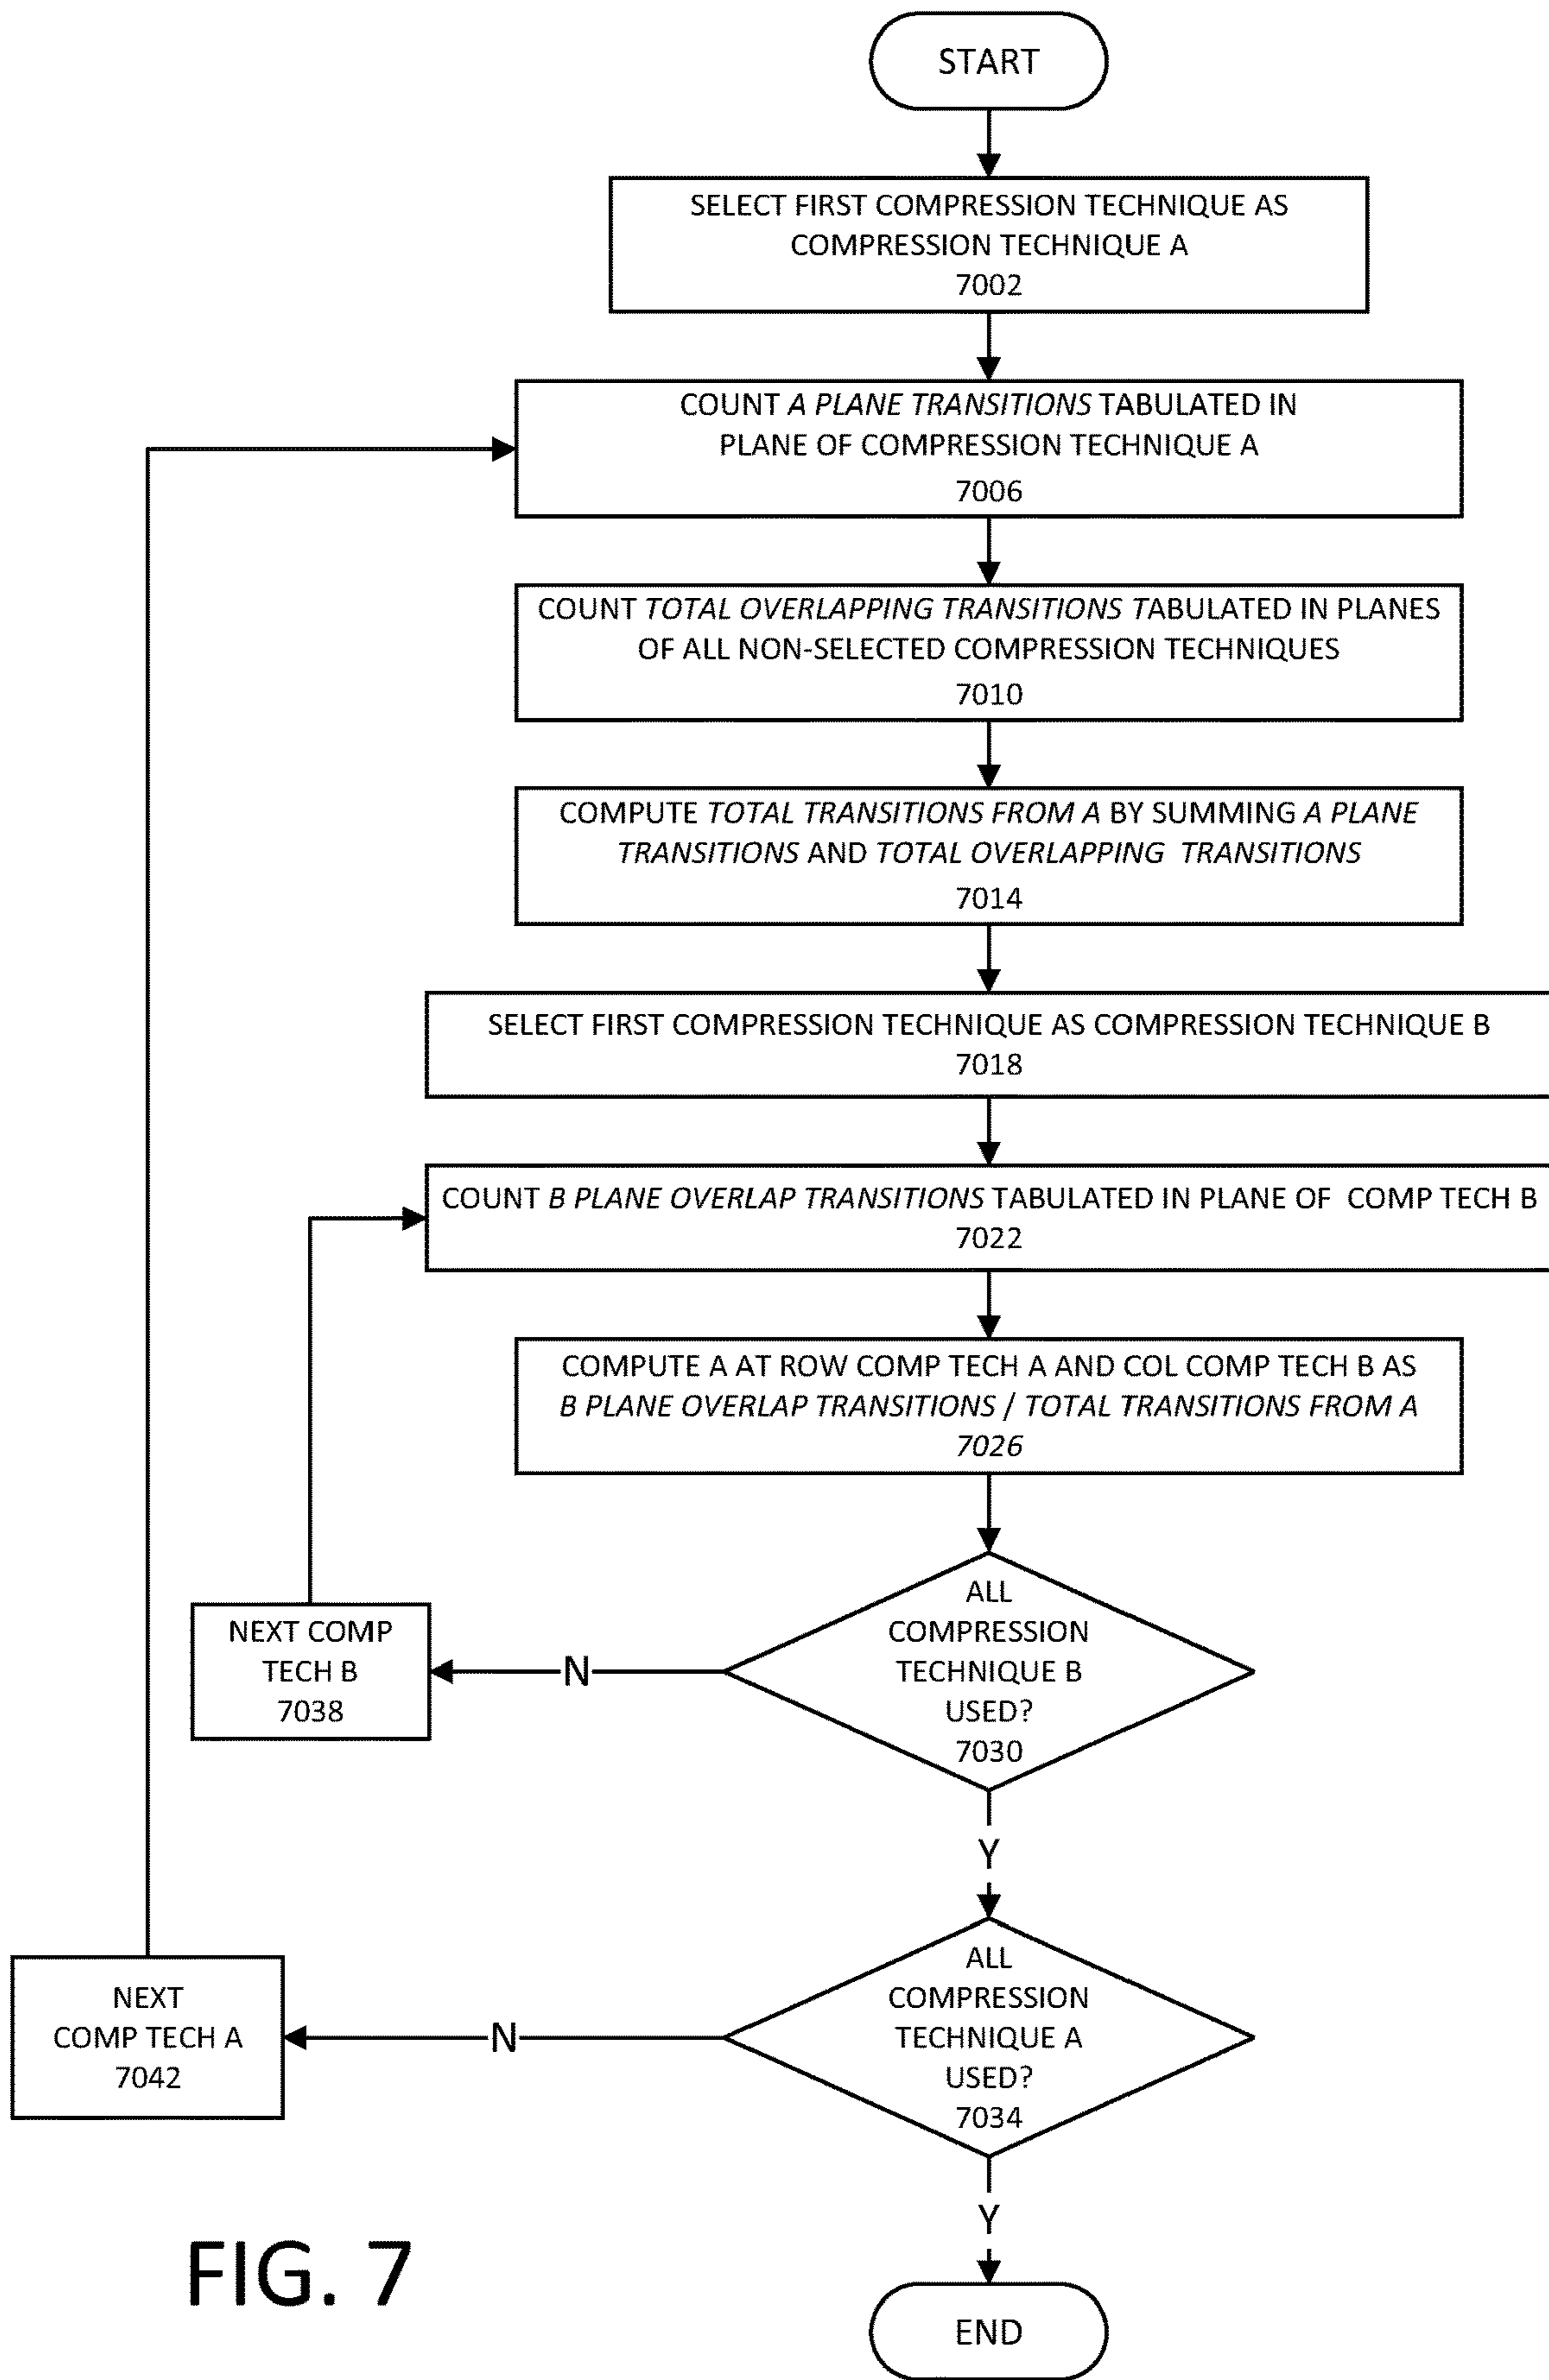 START
SELECT FIRST COMPRESSION TECHNIQUE AS
COMPRESSION TECHNIQUE A
7002
COUNT A PLANE TRANSITIONS TABULATED IN
PLANE OF COMPRESSION TECHNIQUE A
7006
COUNT TOTAL OVERLAPPING TRANSITIONS TABULATED IN PLANES
OF ALL NON-SELECTED COMPRESSION TECHNIQUES
7010
COMPUTE TOTAL TRANSITIONS FROM A BY SUMMING A PLANE
TRANSITIONS AND TOTAL OVERLAPPING TRANSITIONS
7014
SELECT FIRST COMPRESSION TECHNIQUE AS COMPRESSION TECHNIQUE B
7018
COUNT B PLANE OVERLAP TRANSITIONS TABULATED IN PLANE OF COMP TECH B
7022
COMPUTE A AT ROW COMP TECH A AND COL COMP TECH B AS
B PLANE OVERLAP TRANSITIONS / TOTAL TRANSITIONS FROM A
7026
ALL
COMPRESSION
TECHNIQUE B
USED?
7030
N
NEXT COMP
TECH B
7038
Y
ALL
COMPRESSION
TECHNIQUE A
USED?
7034
N
NEXT
COMP TECH A
7042
Y
END
FIG. 7